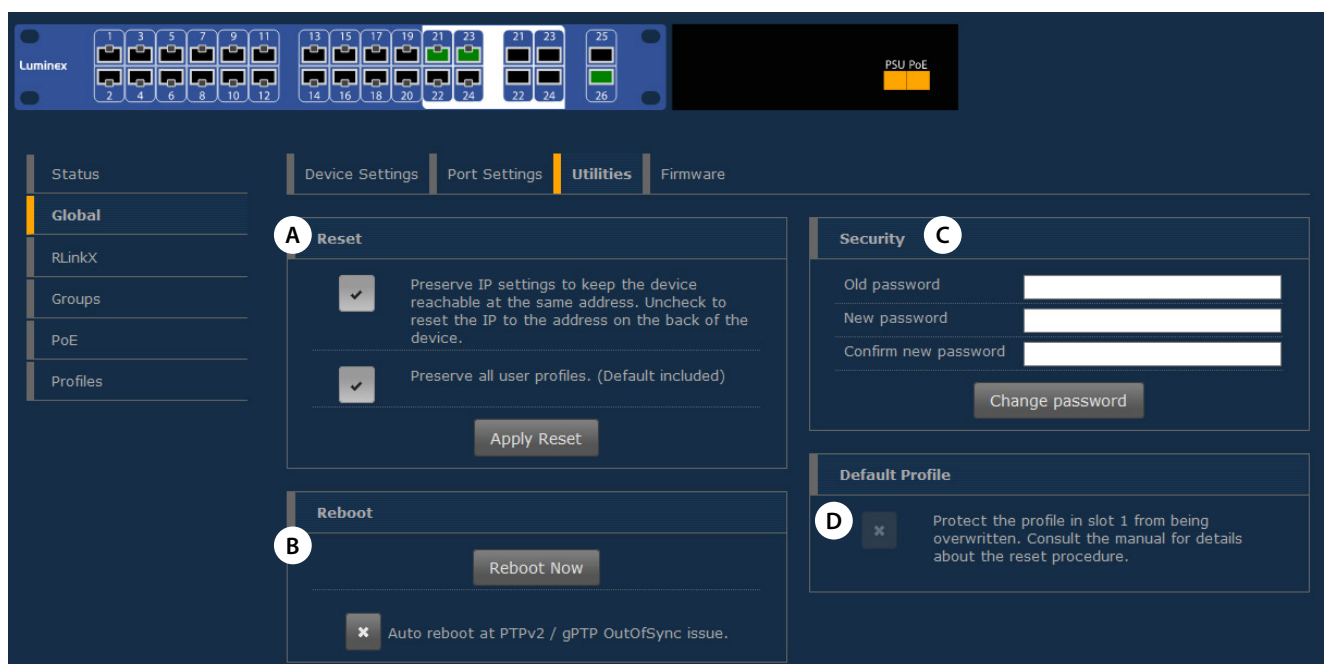 1 3 5 7 9 11 13 15 17 19 21 23 21 23 25
Luminex
PSU PoE
2 4 6 8 10 12 14 16 18 20 22 24 22 24 26
Status
Global
RLinkX
Groups
PoE
Profiles
Device Settings Port Settings Utilities Firmware
A Reset
Preserve IP settings to keep the device
reachable at the same address. Uncheck to
reset the IP to the address on the back of the
device.
Preserve all user profiles. (Default included)
Apply Reset
Reboot
B
Reboot Now
Auto reboot at PTPv2 / gPTP OutOfSync issue.
Security C
Old password
New password
Confirm new password
Change password
Default Profile
D
Protect the profile in slot 1 from being
overwritten. Consult the manual for details
about the reset procedure.